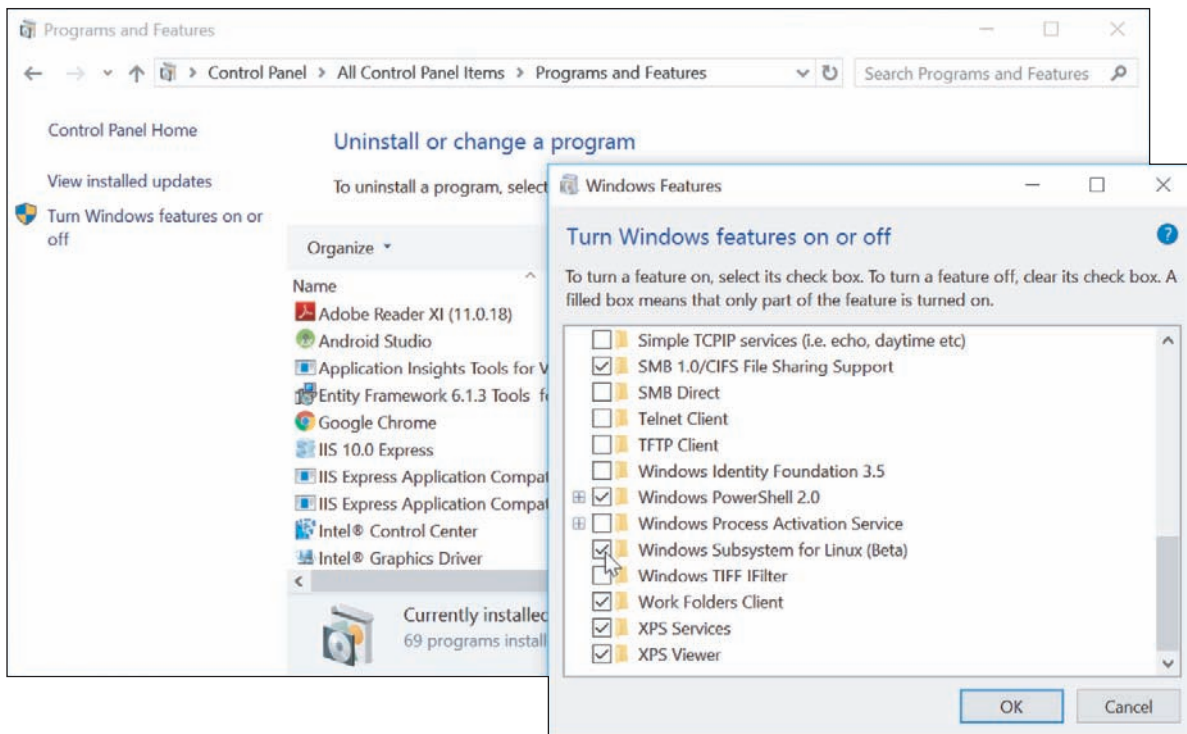 Programs and Features
Control Panel > All Control Panel Items > Programs and Features
Search Programs and Features
Control Panel Home
View installed updates
Turn Windows features on or
off
Uninstall or change a program
To uninstall a program, select
Organize
Name
Adobe Reader XI (11.0.18)
Android Studio
Application Insights Tools for V
Entity Framework 6.1.3 Tools f
Google Chrome
IIS 10.0 Express
IIS Express Application Compat
IIS Express Application Compat
Intel® Control Center
Intel® Graphics Driver
Currently installed
69 programs install
Windows Features
Turn Windows features on or off
?
To turn a feature on, select its check box. To turn a feature off, clear its check box. A
filled box means that only part of the feature is turned on.
Simple TCPIP services (i.e. echo, daytime etc)
SMB 1.0/CIFS File Sharing Support
SMB Direct
Telnet Client
TFTP Client
Windows Identity Foundation 3.5
Windows PowerShell 2.0
Windows Process Activation Service
Windows Subsystem for Linux (Beta)
Windows TIFF IFilter
Work Folders Client
XPS Services
XPS Viewer
OK
Cancel